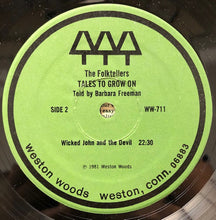 The Folktellers
TALES TO GROW ON
Told by Barbara Freeman
SIDE 2
WW-711
Wicked John and the Devil 22:30
℗ 1981 Weston Woods
weston woods weston, conn. 06883